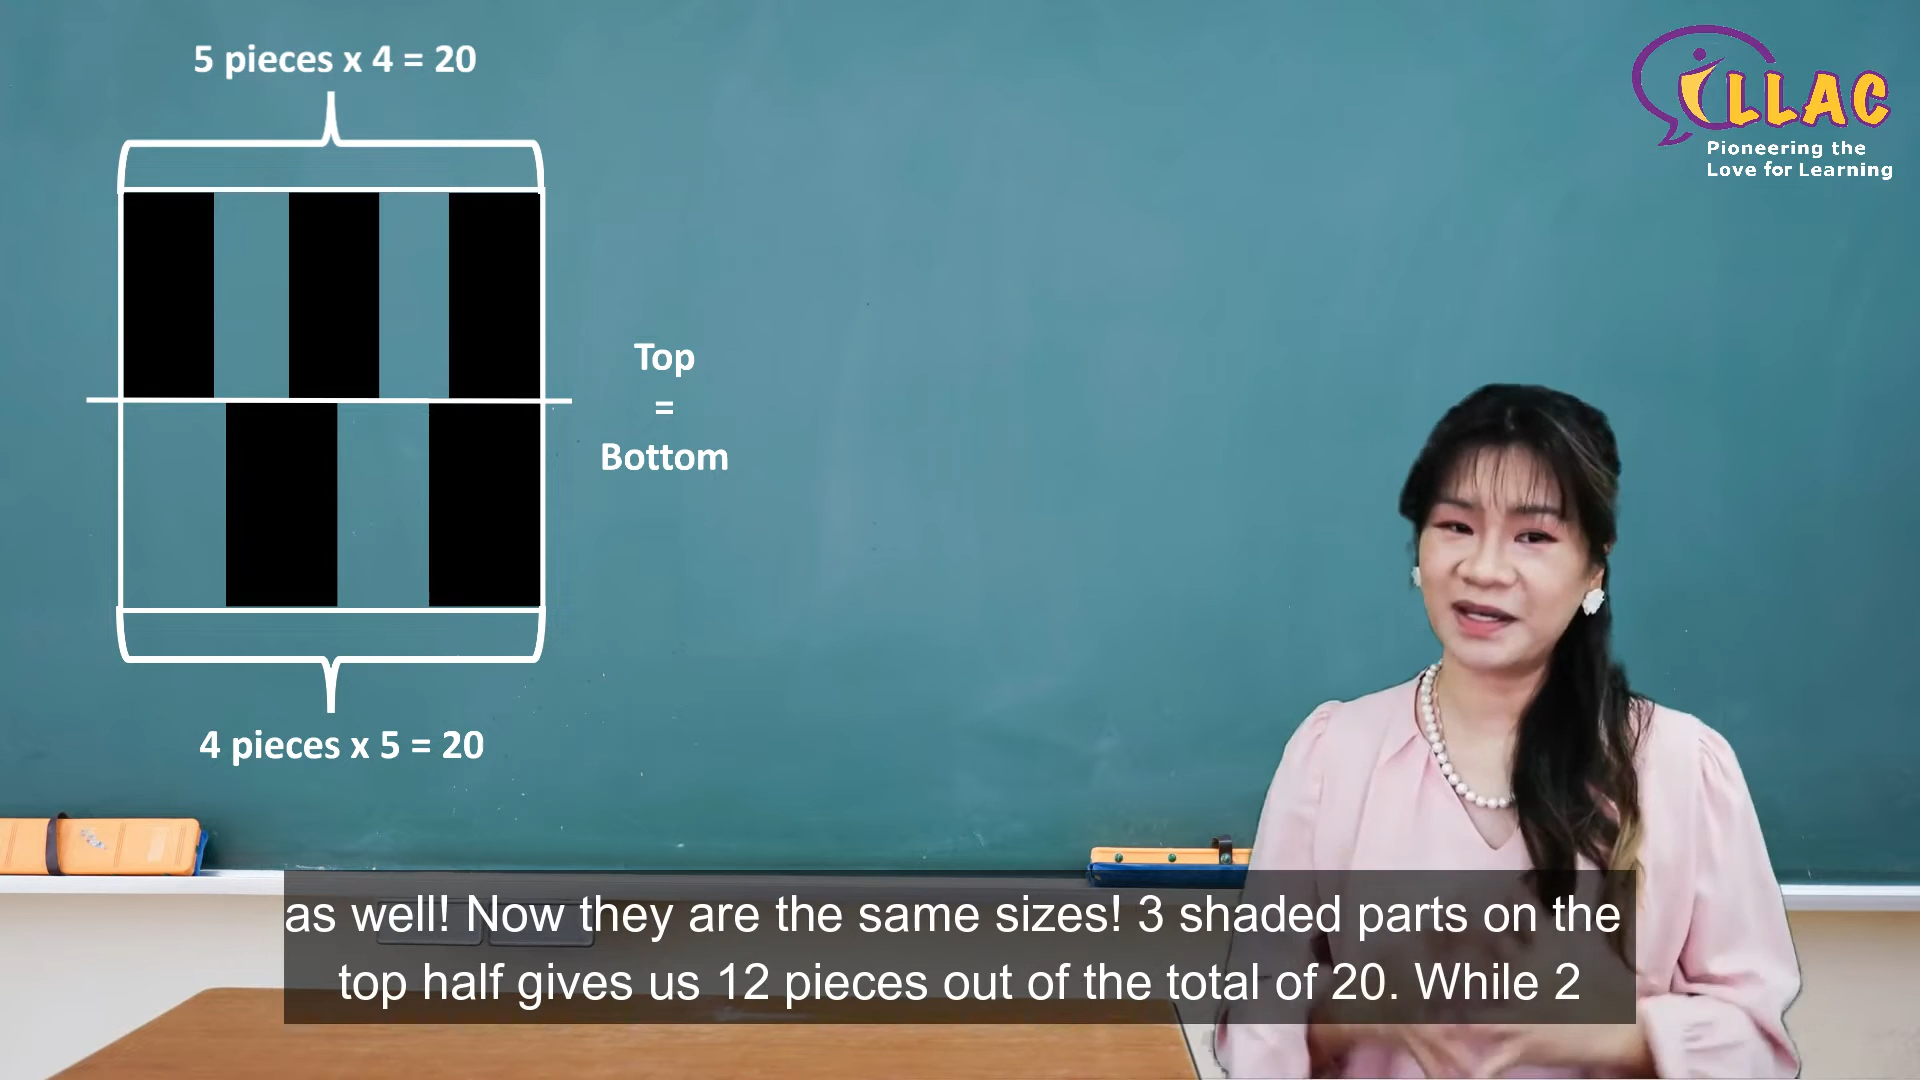 5 pieces x 4 = 20
iLLAC
Pioneering the
Love for Learning
Top
=
Bottom
4 pieces x 5 = 20
as well! Now they are the same sizes! 3 shaded parts on the
top half gives us 12 pieces out of the total of 20. While 2